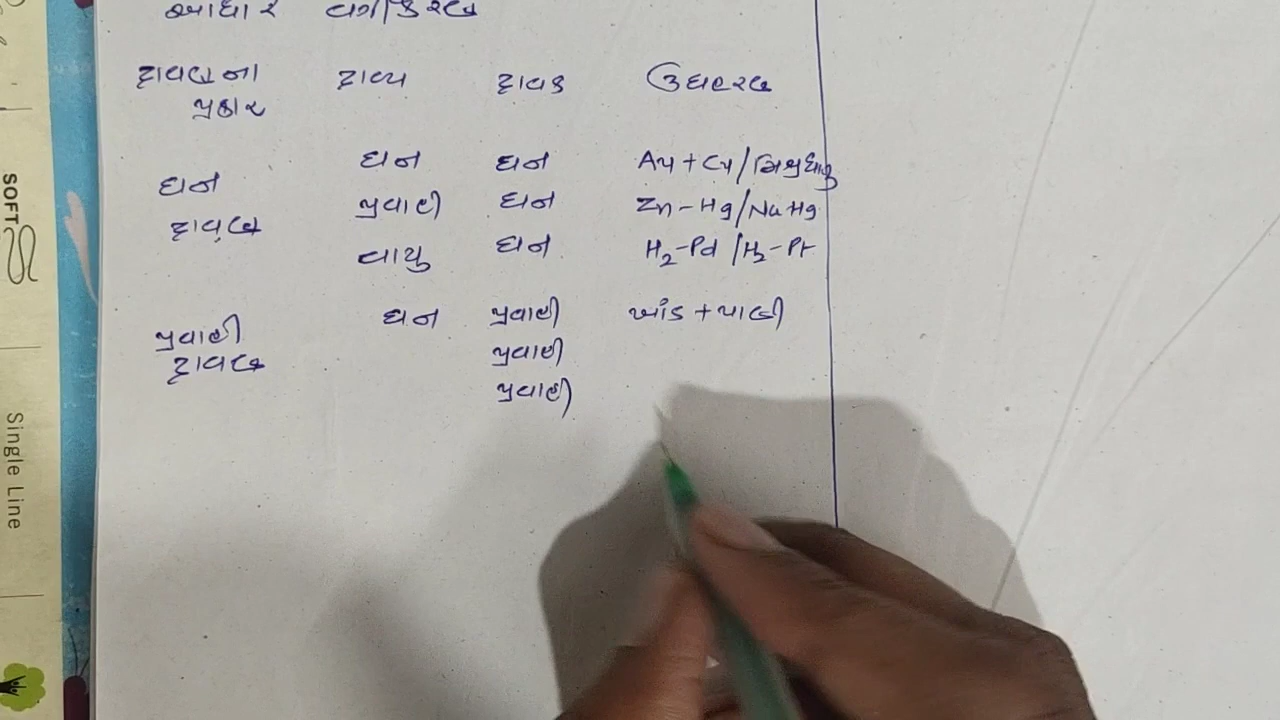 આધાર વર્ગીકરણ
દ્રાવણના દ્રાવ્ય દ્રાવક ઉદાહરણ
પ્રકાર
ઘન ઘન Au + Cu / મિશ્રધાતુ
ઘન
પ્રવાહી ઘન Zn - Hg / Na Hg
દ્રાવણ
વાયુ ઘન H2 - Pd / H2 - Pt
ઘન પ્રવાહી ખાંડ + પાણી
પ્રવાહી
પ્રવાહી
દ્રાવણ
પ્રવાહી
SOFT
Single Line